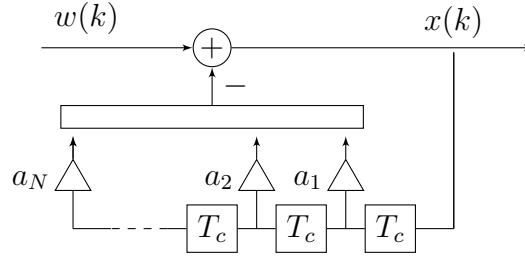 w(k) + x(k)
−
a_N a_2 a_1
T_c T_c T_c